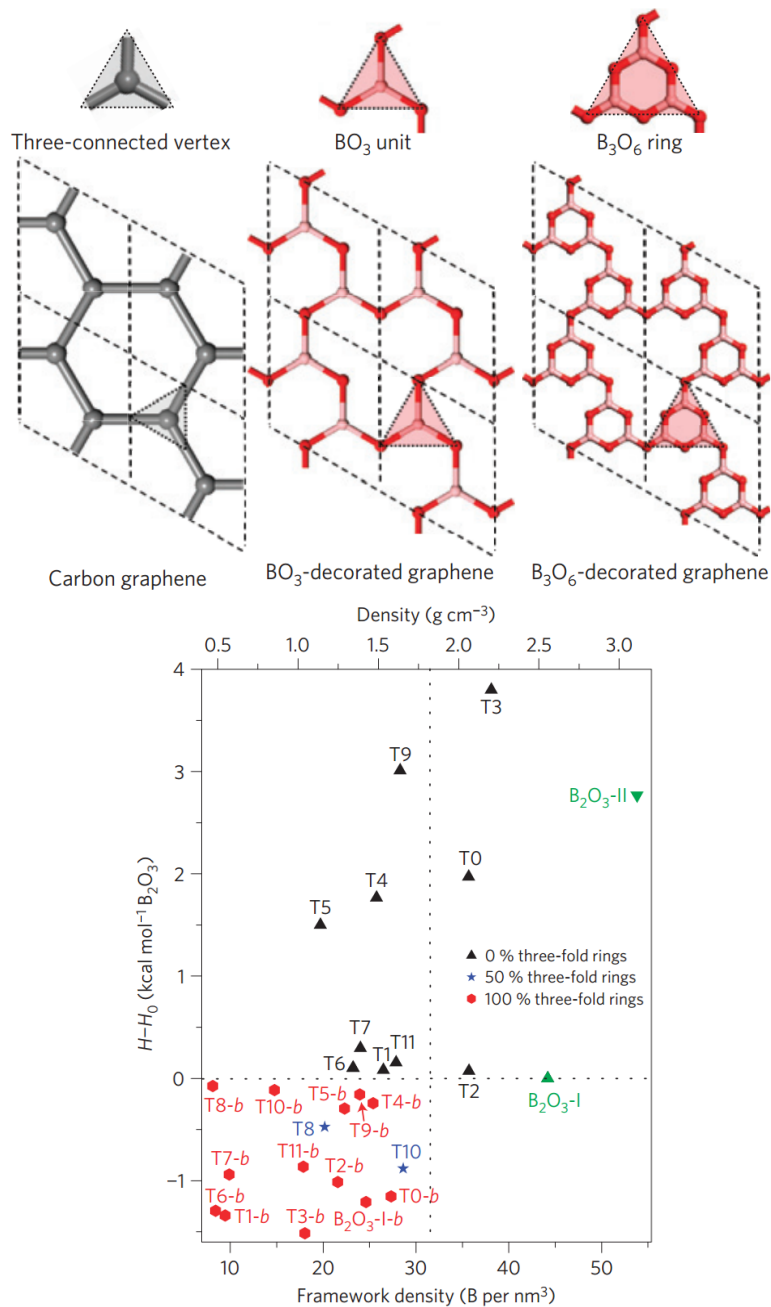 Three-connected vertex
BO₃ unit
B₃O₆ ring
Carbon graphene
BO₃-decorated graphene
B₃O₆-decorated graphene
Density (g cm⁻³)
0.5 1.0 1.5 2.0 2.5 3.0
4
T3
T9
3
B₂O₃-II
T0
2
T4
T5
H–H₀ (kcal mol⁻¹ B₂O₃)
0 % three-fold rings
50 % three-fold rings
100 % three-fold rings
1
T7
T11
T6
T1
T2
0
B₂O₃-I
T8-b
T10-b
T5-b
T4-b
T9-b
T8
T10
T11-b
T7-b
T2-b
−1
T6-b
T0-b
T1-b
T3-b
B₂O₃-I-b
10 20 30 40 50
Framework density (B per nm³)